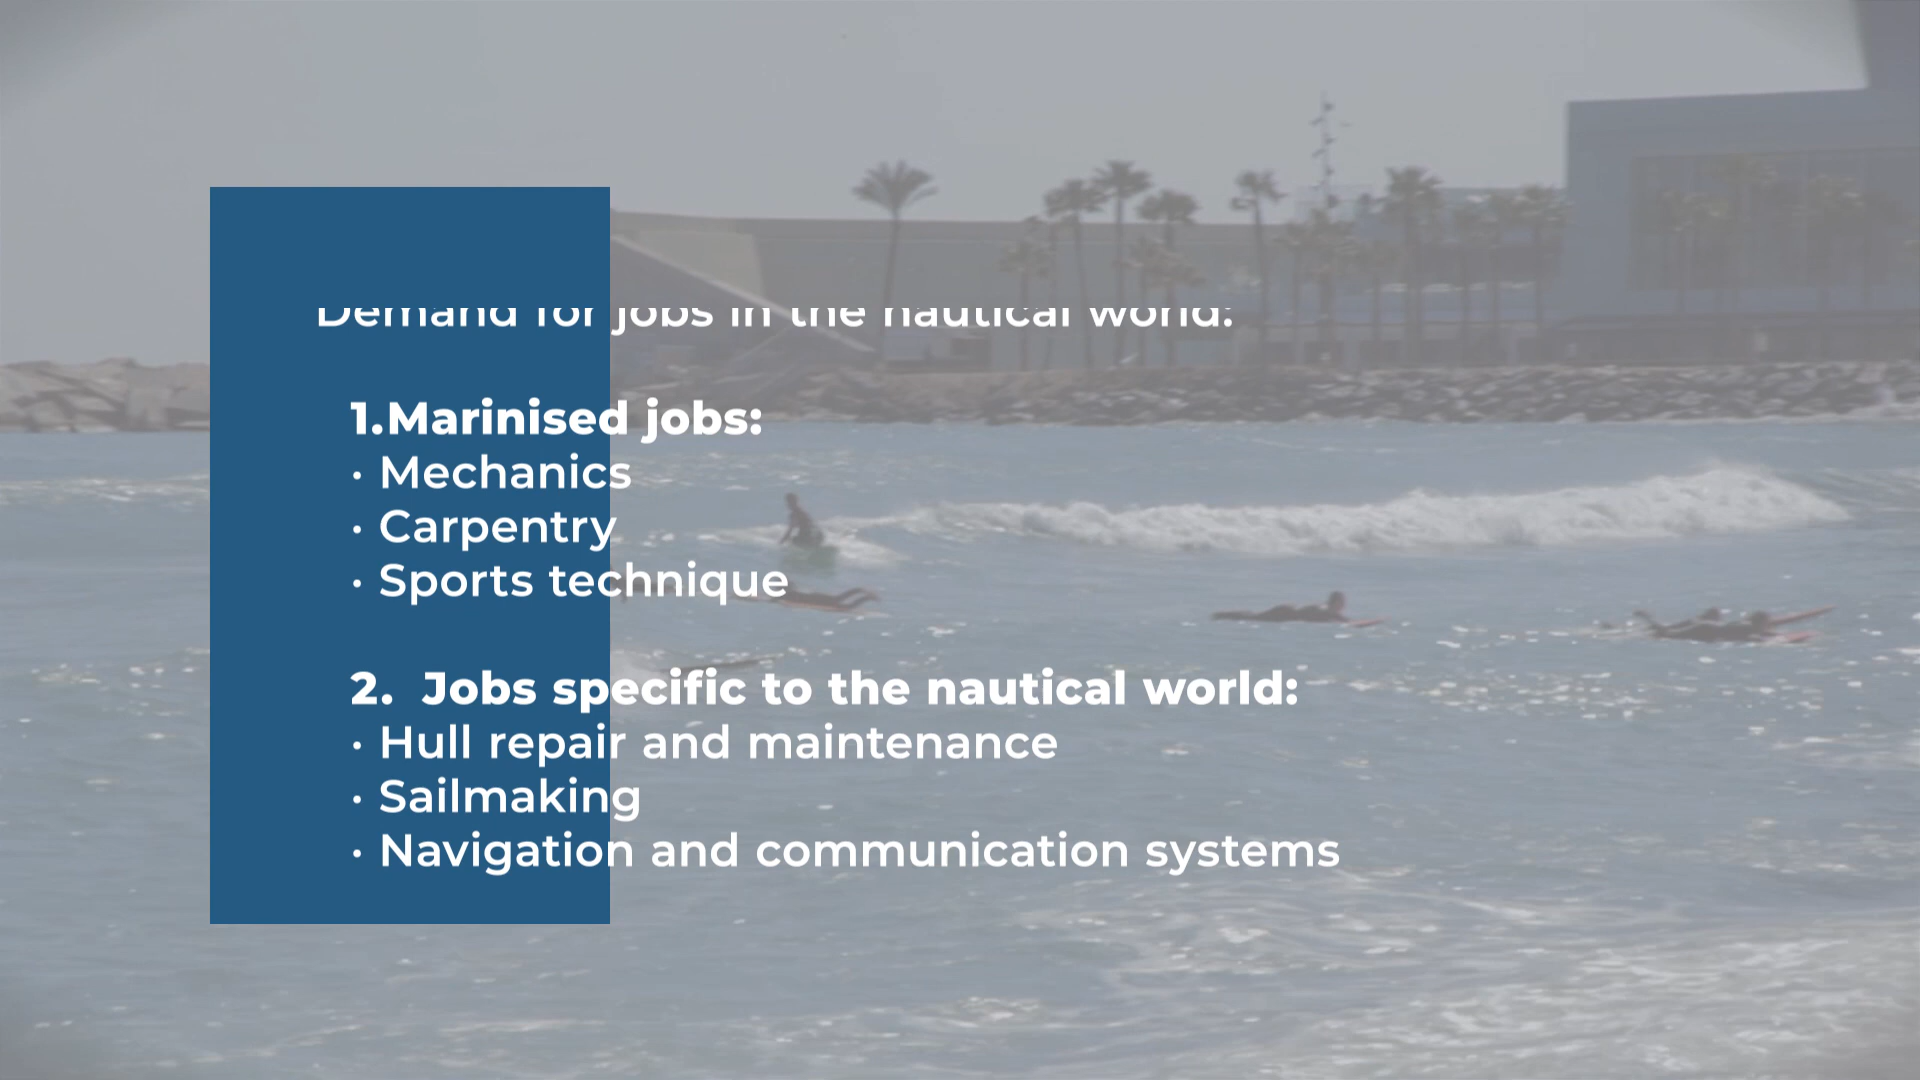 Demand for jobs in the nautical world:
1.Marinised jobs:
· Mechanics
· Carpentry
· Sports technique
2. Jobs specific to the nautical world:
· Hull repair and maintenance
· Sailmaking
· Navigation and communication systems